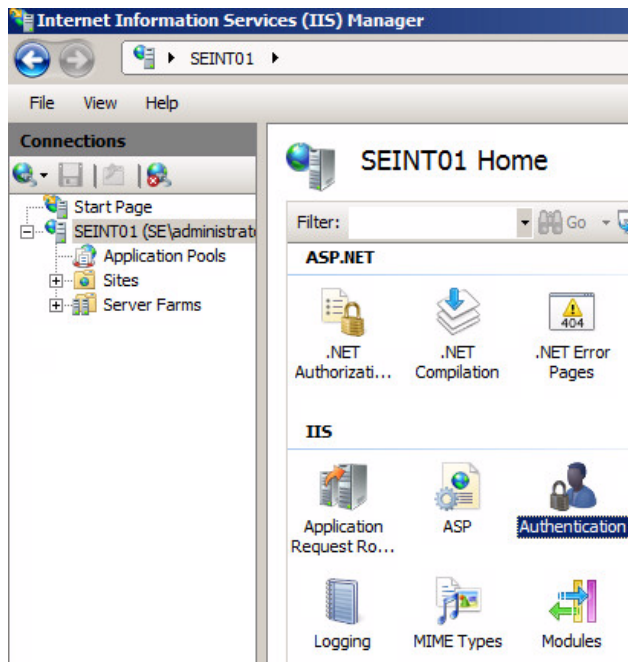 Internet Information Services (IIS) Manager
SEINT01
File View Help
Connections
Start Page
SEINT01 (SE\administrat
Application Pools
Sites
Server Farms
SEINT01 Home
Filter: Go
ASP.NET
.NET Authorizati...
.NET Compilation
.NET Error Pages
404
IIS
Application Request Ro...
ASP
Authentication
Logging
MIME Types
Modules